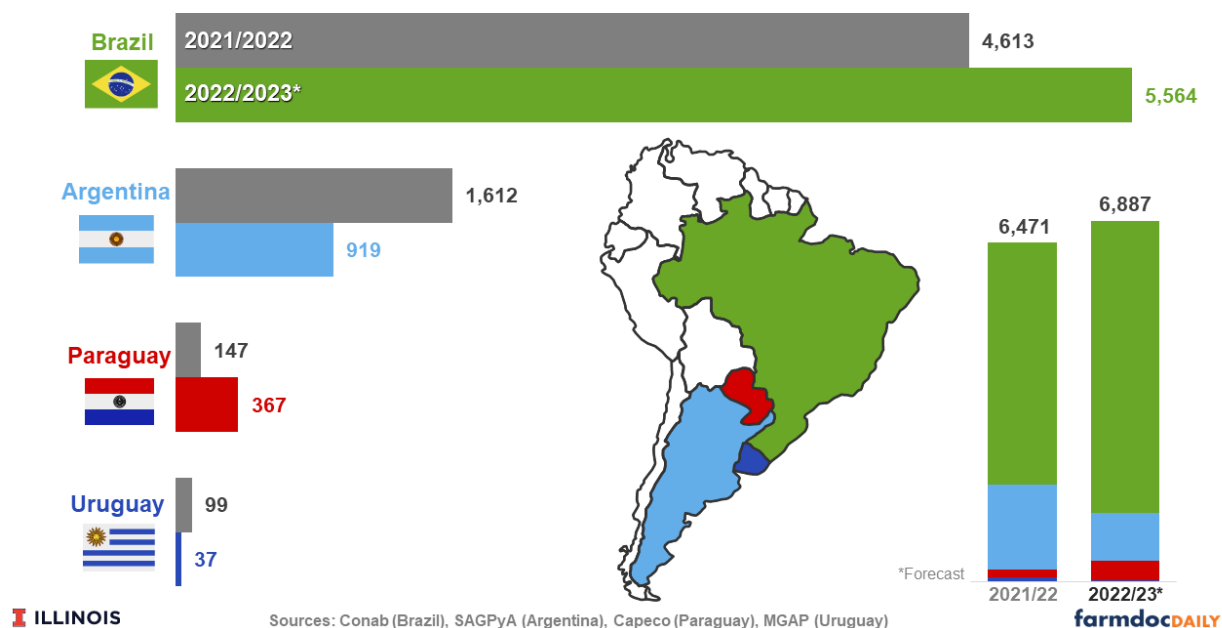 Brazil
2021/2022
4,613
2022/2023*
5,564
Argentina
1,612
919
Paraguay
147
367
Uruguay
99
37
6,471
6,887
*Forecast
2021/22
2022/23*
I ILLINOIS
Sources: Conab (Brazil), SAGPyA (Argentina), Capeco (Paraguay), MGAP (Uruguay)
farmdocDAILY